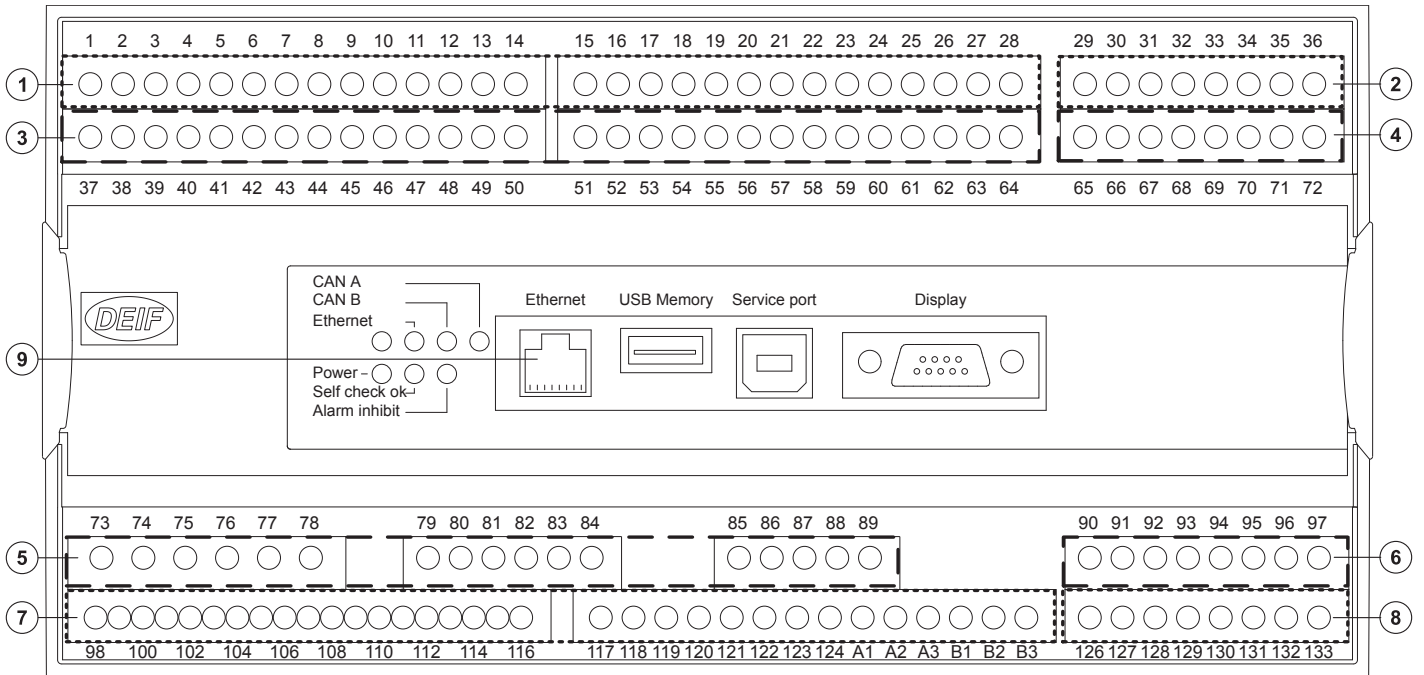 1 2 3 4 5 6 7 8 9 10 11 12 13 14 15 16 17 18 19 20 21 22 23 24 25 26 27 28 29 30 31 32 33 34 35 36
1 2
3 4
37 38 39 40 41 42 43 44 45 46 47 48 49 50 51 52 53 54 55 56 57 58 59 60 61 62 63 64 65 66 67 68 69 70 71 72
CAN A
CAN B
Ethernet
Ethernet USB Memory Service port Display
DEIF
9
Power
Self check ok
Alarm inhibit
73 74 75 76 77 78 79 80 81 82 83 84 85 86 87 88 89 90 91 92 93 94 95 96 97
5 6
7 8
98 100 102 104 106 108 110 112 114 116 117 118 119 120 121 122 123 124 A1 A2 A3 B1 B2 B3 126 127 128 129 130 131 132 133